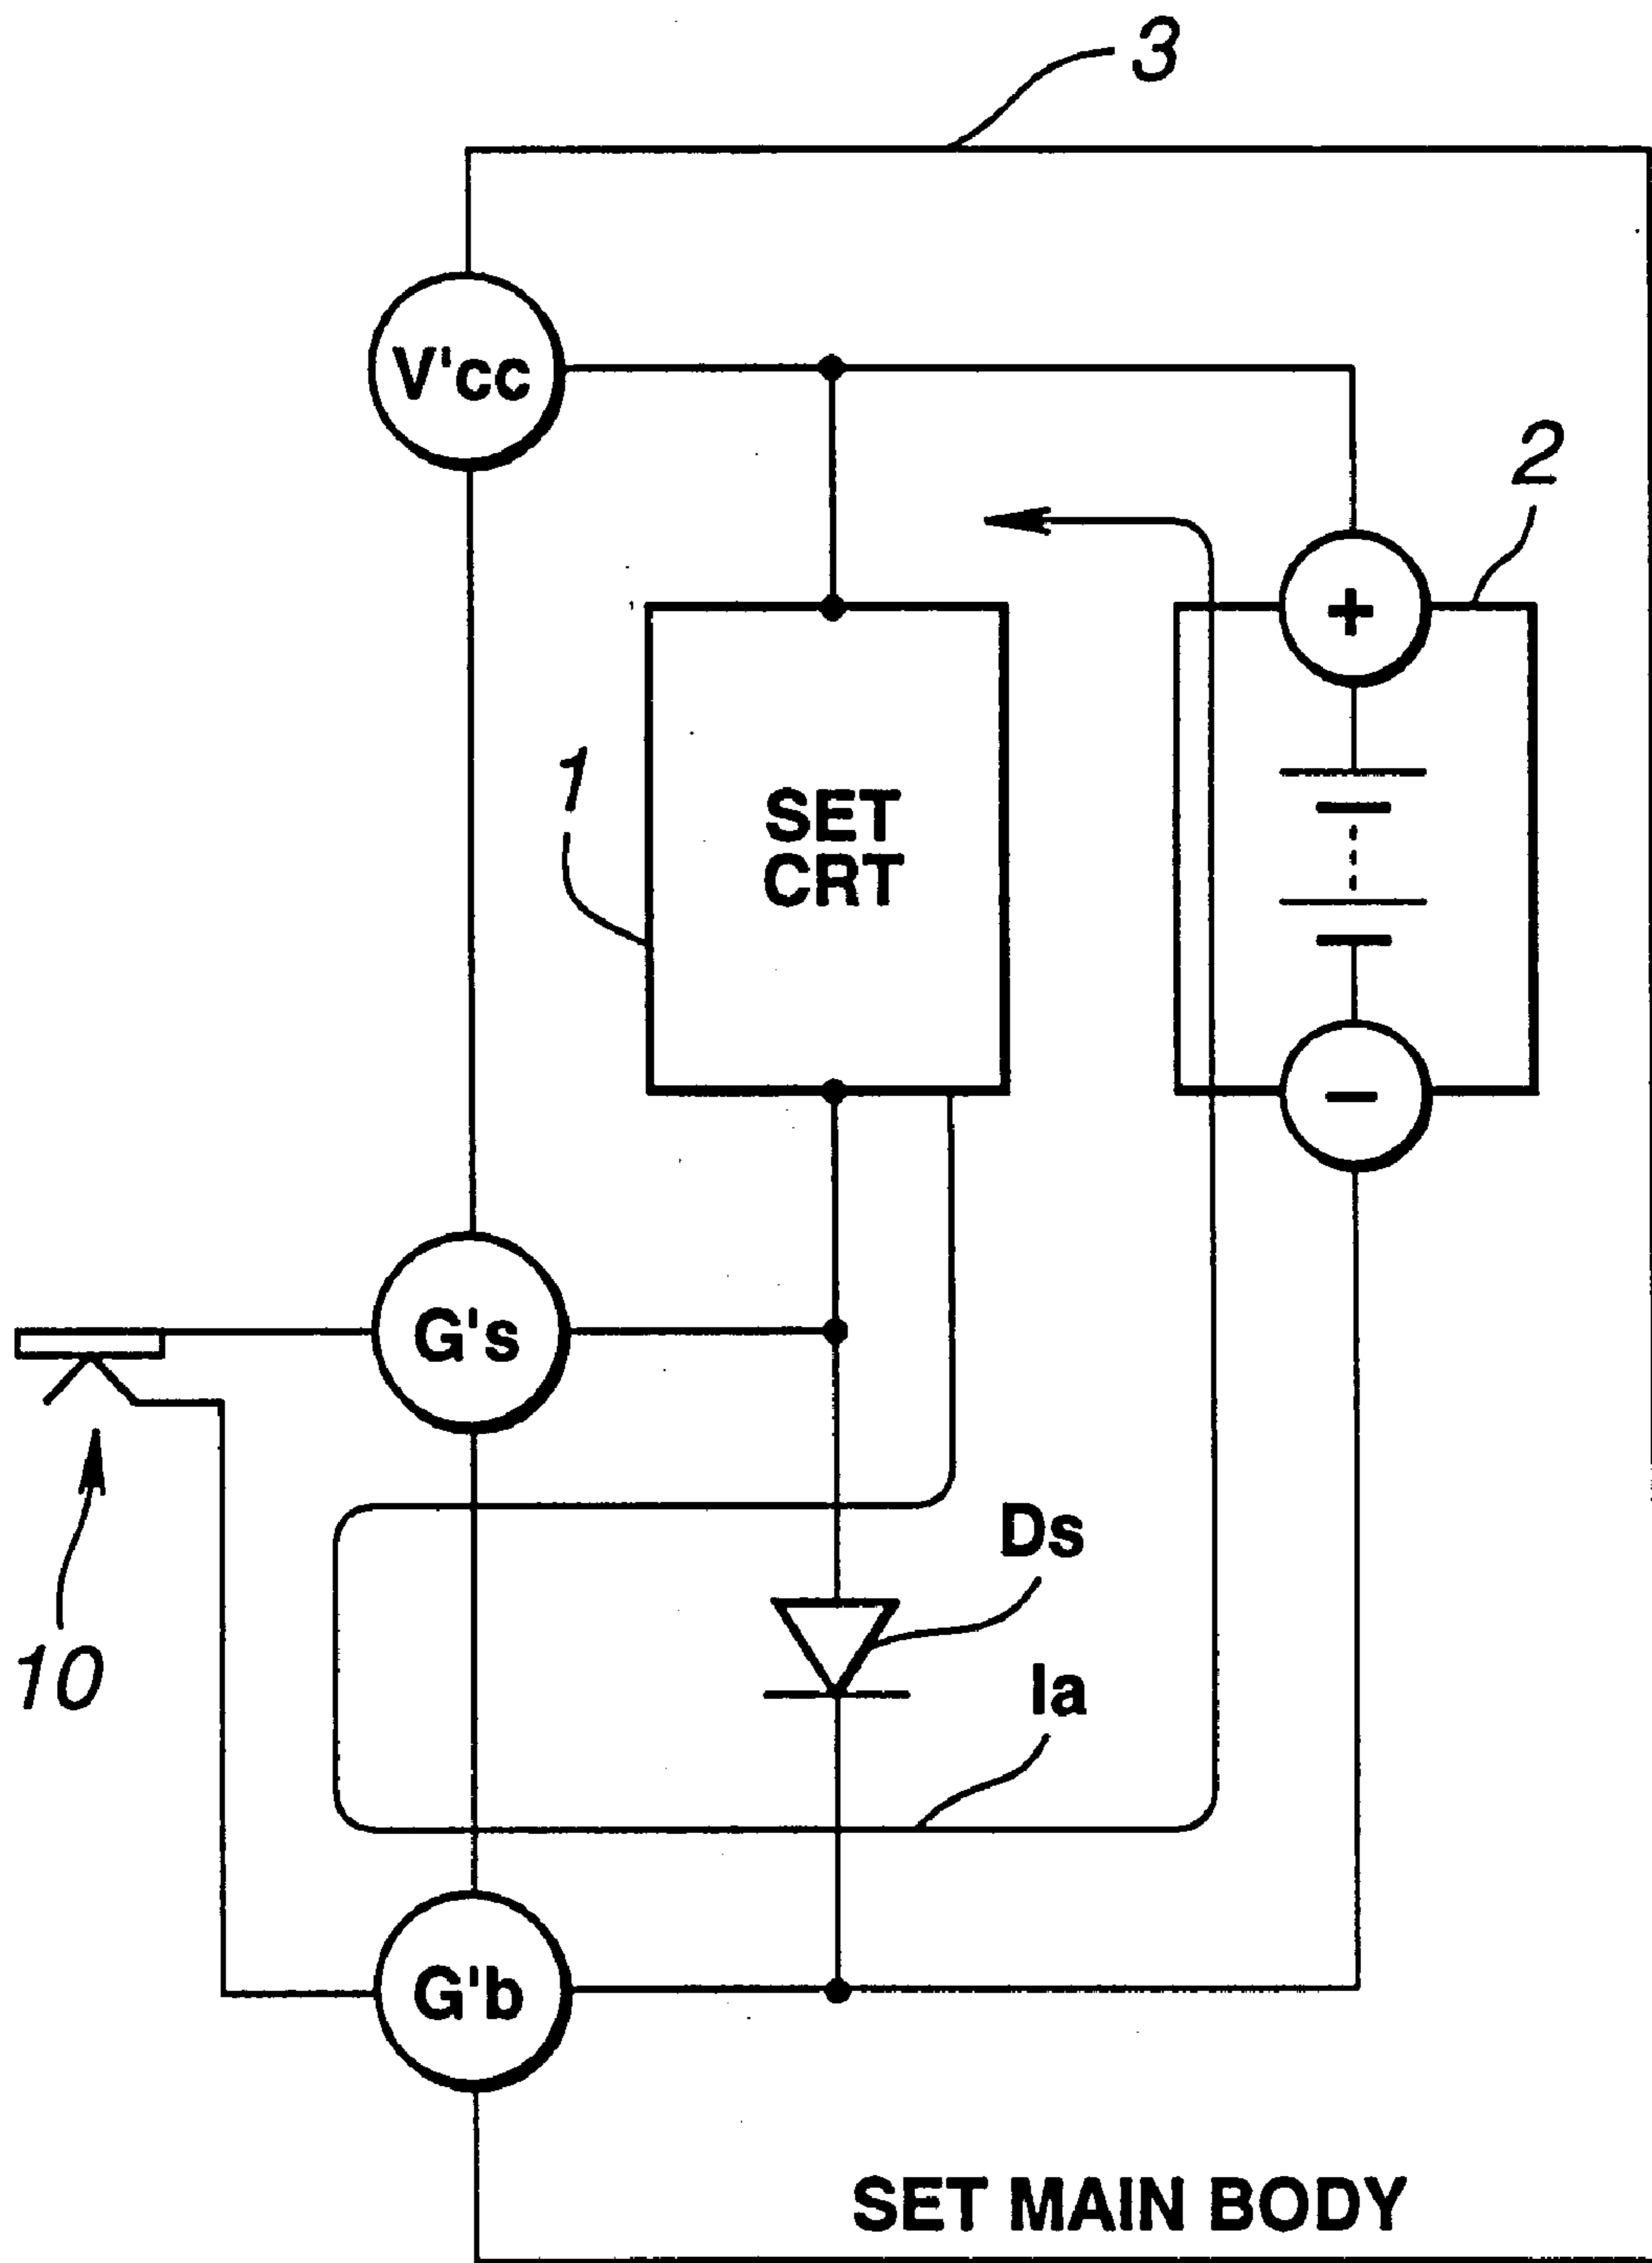 3
V'cc
2
+
1
SET
CRT
−
G's
Ds
10
Ia
G'b
SET MAIN BODY